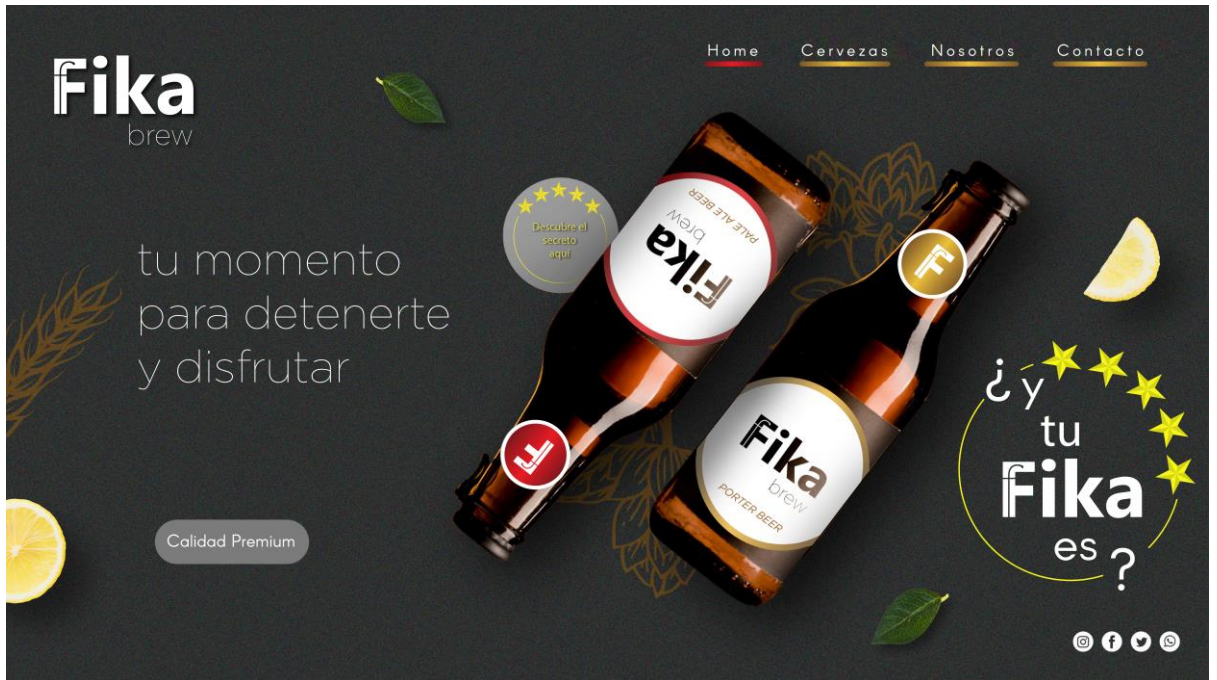 Fika
brew
Home
Cervezas
Nosotros
Contacto
tu momento
para detenerte
y disfrutar
Descubre el
secreto
aquí
PALE ALE BEER
brew
Fika
F
F
Fika
brew
PORTER BEER
¿y
tu
Fika
es
?
Calidad Premium